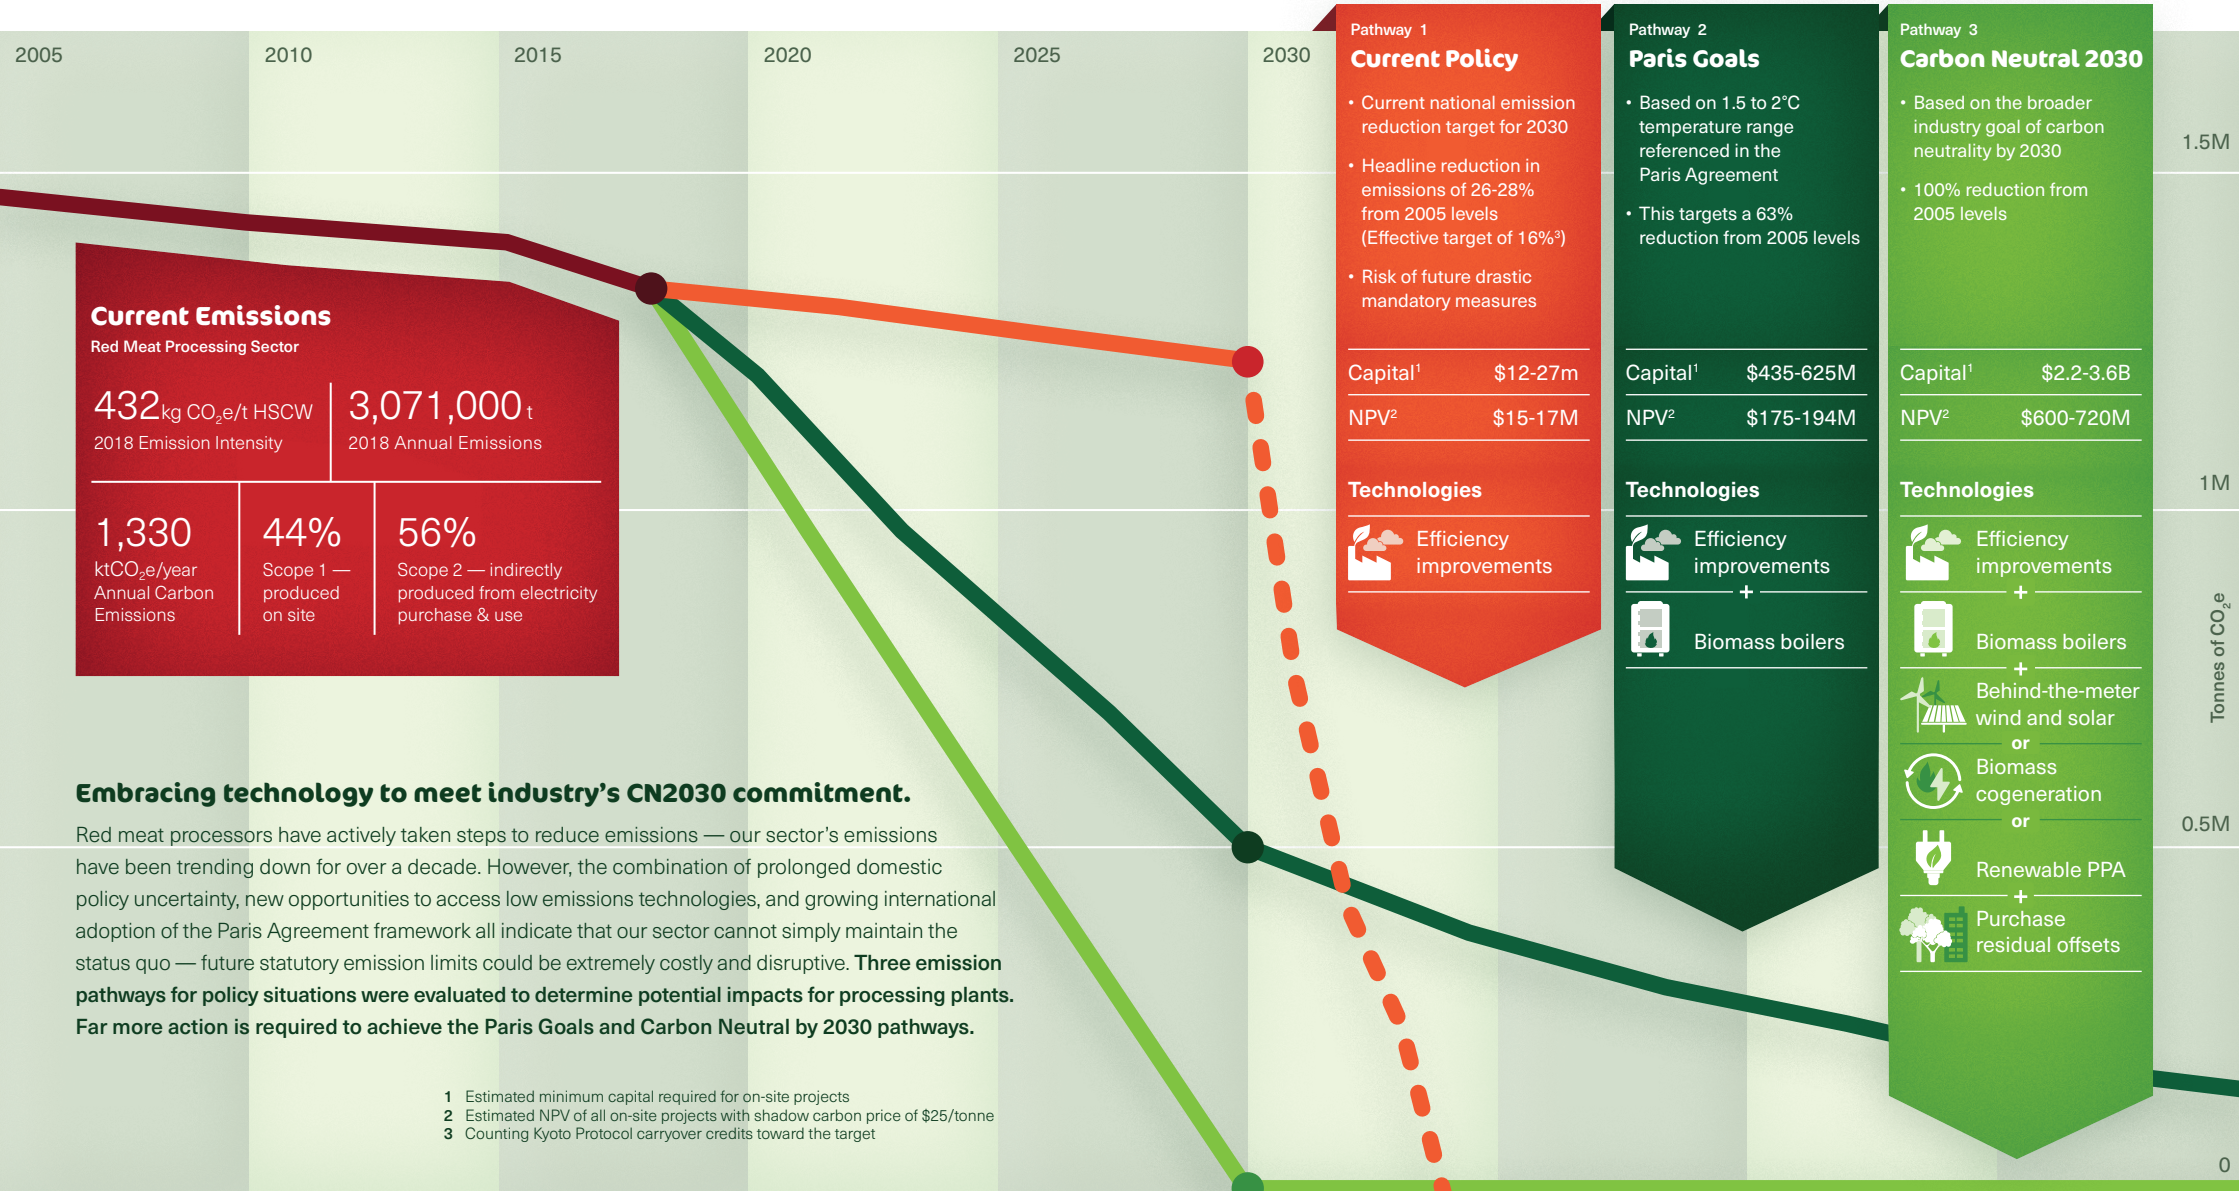 2005
2010
2015
2020
2025
2030
Pathway 1
Current Policy
• Current national emission
reduction target for 2030
• Headline reduction in
emissions of 26-28%
from 2005 levels
(Effective target of 16%³)
• Risk of future drastic
mandatory measures
Capital¹ $12-27m
NPV² $15-17M
Technologies
Efficiency
improvements
Pathway 2
Paris Goals
• Based on 1.5 to 2°C
temperature range
referenced in the
Paris Agreement
• This targets a 63%
reduction from 2005 levels
Capital¹ $435-625M
NPV² $175-194M
Technologies
Efficiency
improvements
+
Biomass boilers
Pathway 3
Carbon Neutral 2030
• Based on the broader
industry goal of carbon
neutrality by 2030
• 100% reduction from
2005 levels
Capital¹ $2.2-3.6B
NPV² $600-720M
Technologies
Efficiency
improvements
+
Biomass boilers
+
Behind-the-meter
wind and solar
or
Biomass
cogeneration
or
Renewable PPA
+
Purchase
residual offsets
1.5M
1M
Tonnes of CO₂e
0.5M
0
Current Emissions
Red Meat Processing Sector
432kg CO₂e/t HSCW
2018 Emission Intensity
3,071,000 t
2018 Annual Emissions
1,330
ktCO₂e/year
Annual Carbon
Emissions
44%
Scope 1 —
produced
on site
56%
Scope 2 — indirectly
produced from electricity
purchase & use
Embracing technology to meet industry's CN2030 commitment.
Red meat processors have actively taken steps to reduce emissions — our sector's emissions
have been trending down for over a decade. However, the combination of prolonged domestic
policy uncertainty, new opportunities to access low emissions technologies, and growing international
adoption of the Paris Agreement framework all indicate that our sector cannot simply maintain the
status quo — future statutory emission limits could be extremely costly and disruptive. Three emission
pathways for policy situations were evaluated to determine potential impacts for processing plants.
Far more action is required to achieve the Paris Goals and Carbon Neutral by 2030 pathways.
1 Estimated minimum capital required for on-site projects
2 Estimated NPV of all on-site projects with shadow carbon price of $25/tonne
3 Counting Kyoto Protocol carryover credits toward the target